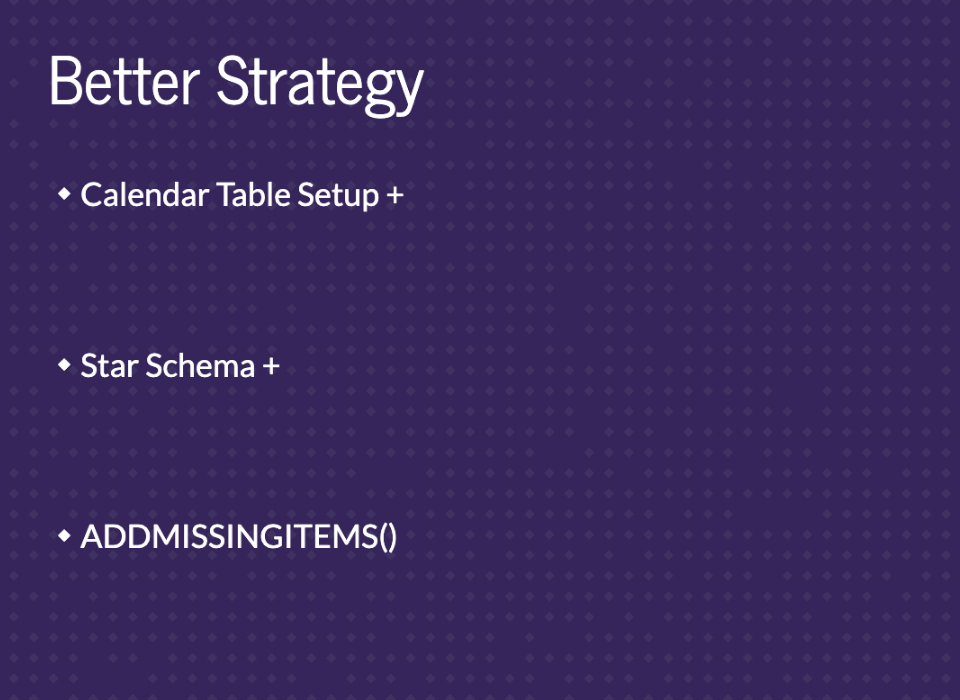 Better Strategy
Calendar Table Setup +
Star Schema +
ADDMISSINGITEMS()